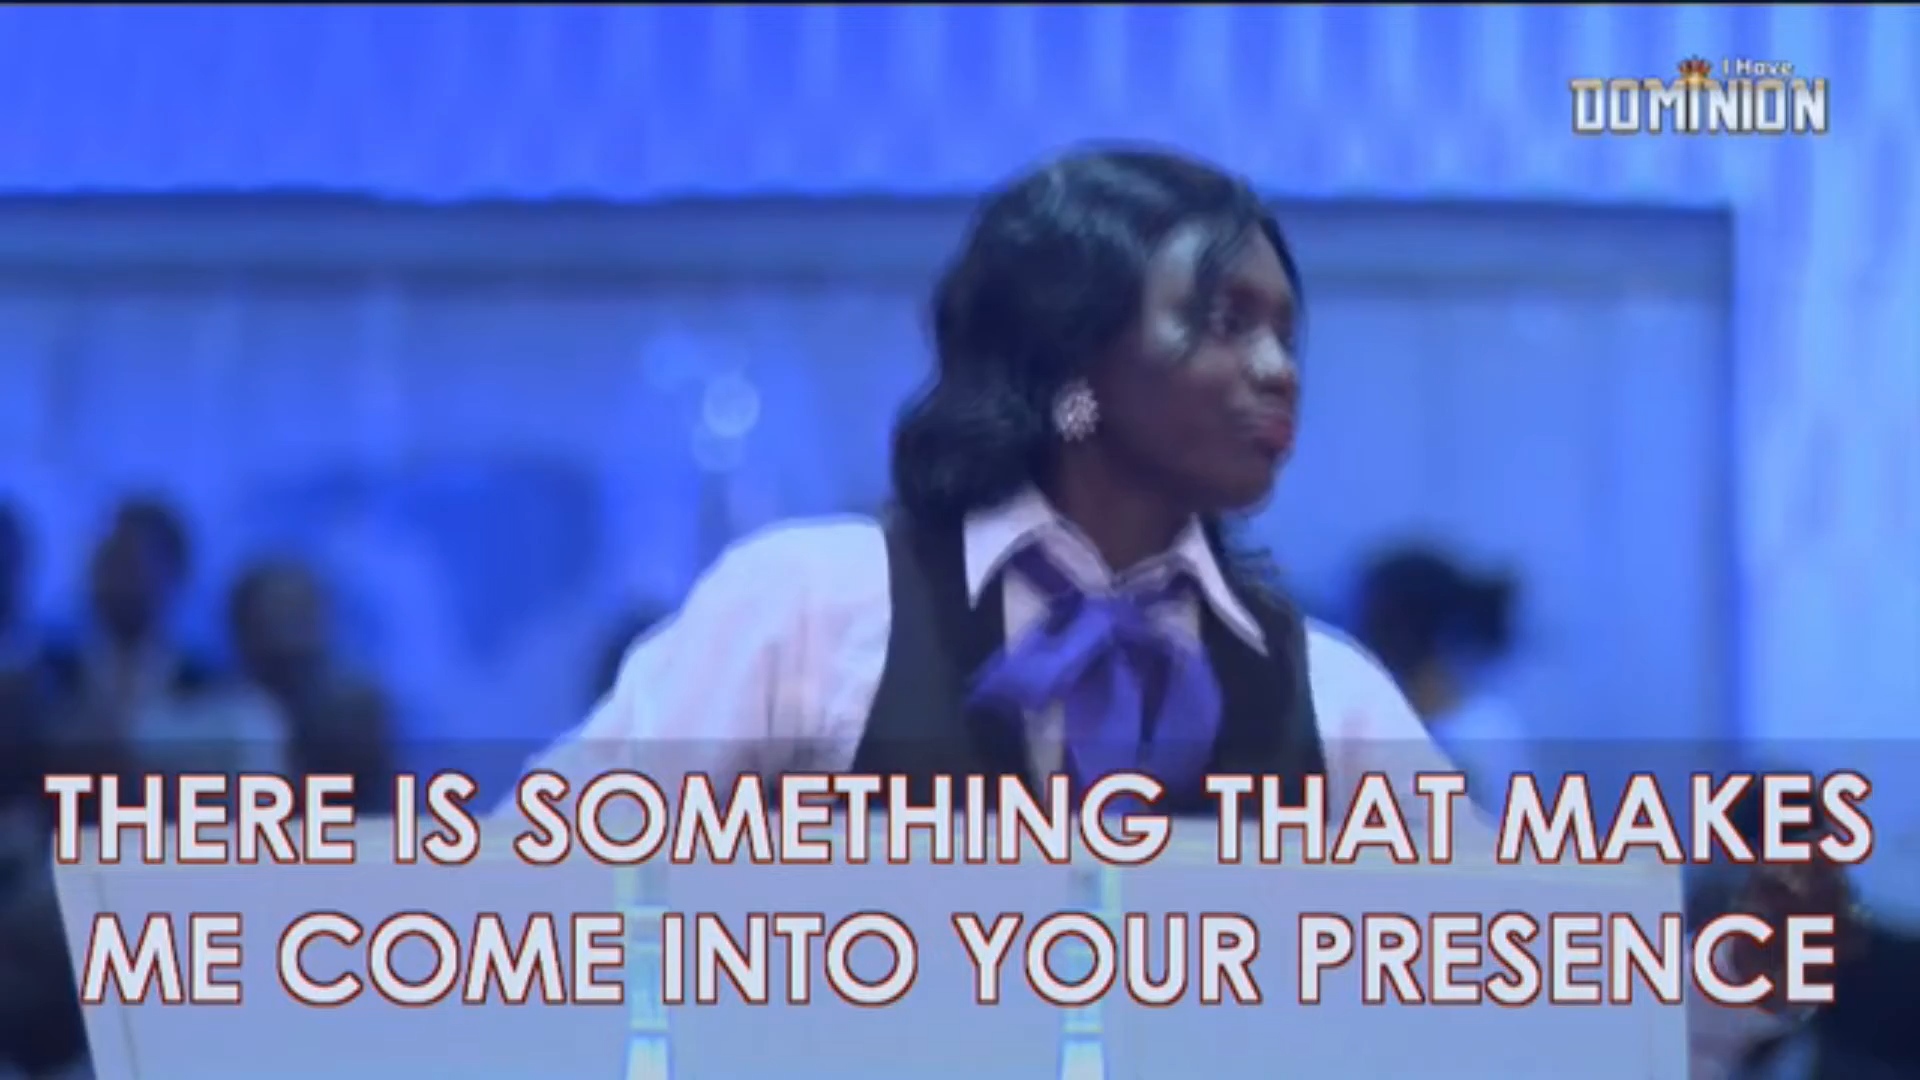 I Have
DOMINION
THERE IS SOMETHING THAT MAKES
ME COME INTO YOUR PRESENCE